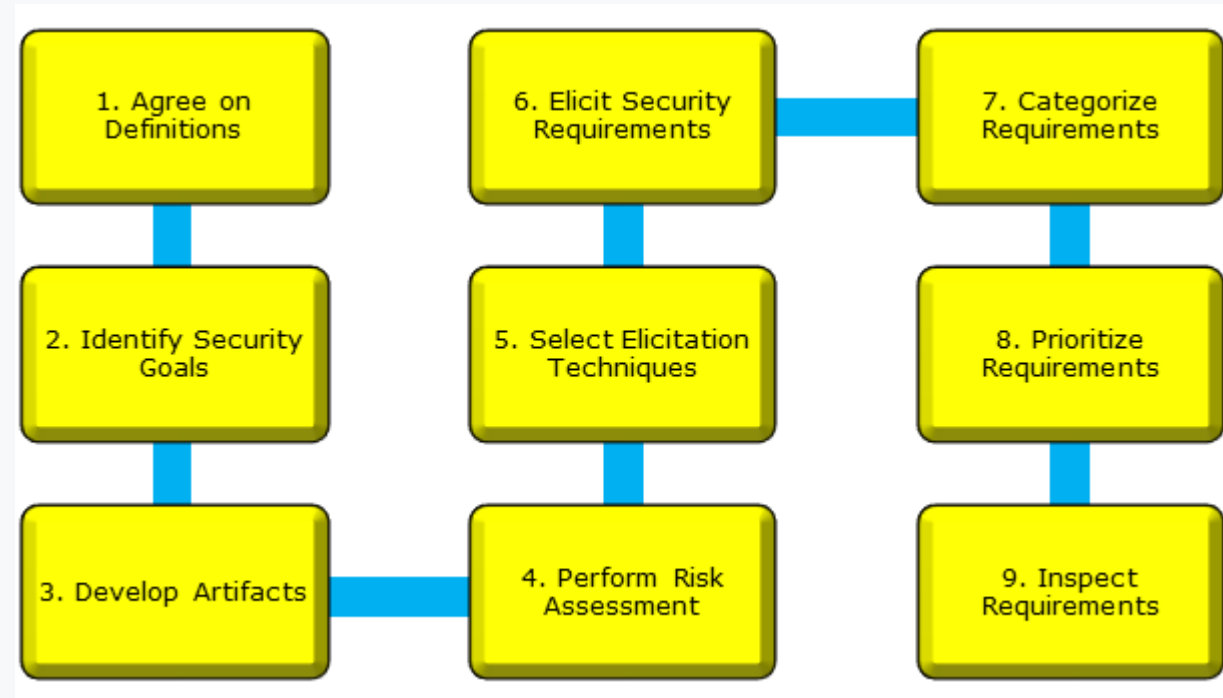 1. Agree on
Definitions
2. Identify Security
Goals
3. Develop Artifacts
4. Perform Risk
Assessment
5. Select Elicitation
Techniques
6. Elicit Security
Requirements
7. Categorize
Requirements
8. Prioritize
Requirements
9. Inspect
Requirements